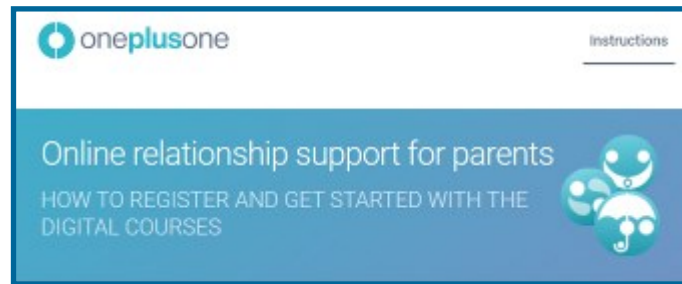 oneplusone
Instructions
Online relationship support for parents
HOW TO REGISTER AND GET STARTED WITH THE
DIGITAL COURSES